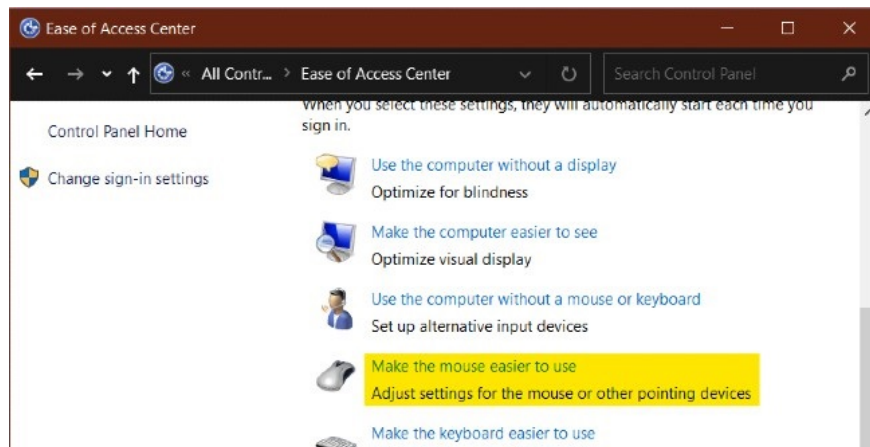 Ease of Access Center
« All Contr... > Ease of Access Center
Search Control Panel
Control Panel Home
Change sign-in settings
When you select these settings, they will automatically start each time you
sign in.
Use the computer without a display
Optimize for blindness
Make the computer easier to see
Optimize visual display
Use the computer without a mouse or keyboard
Set up alternative input devices
Make the mouse easier to use
Adjust settings for the mouse or other pointing devices
Make the keyboard easier to use